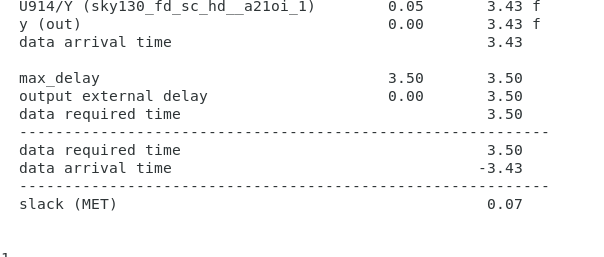 U914/Y (sky130_fd_sc_hd__a21oi_1) 0.05 3.43 f
y (out) 0.00 3.43 f
data arrival time 3.43
max_delay 3.50 3.50
output external delay 0.00 3.50
data required time 3.50
-----------------------------------------------------------
data required time 3.50
data arrival time -3.43
-----------------------------------------------------------
slack (MET) 0.07
1